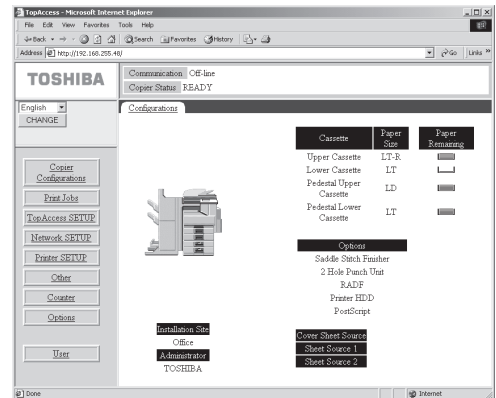 TopAccess - Microsoft Internet Explorer
File Edit View Favorites Tools Help
Back Search Favorites History
Address http://192.168.255.48/ Go Links »
TOSHIBA
Communication Off-line
Copier Status READY
English
CHANGE
Configurations
Copier
Configurations
Print Jobs
TopAccess SETUP
Network SETUP
Printer SETUP
Other
Counter
Options
User
Cassette Paper Size Paper Remaining
Upper Cassette LT-R
Lower Cassette LT
Pedestal Upper Cassette LD
Pedestal Lower Cassette LT
Options
Saddle Stitch Finisher
2 Hole Punch Unit
RADF
Printer HDD
PostScript
Installation Site
Office
Administrator
TOSHIBA
Cover Sheet Source
Sheet Source 1
Sheet Source 2
Done Internet